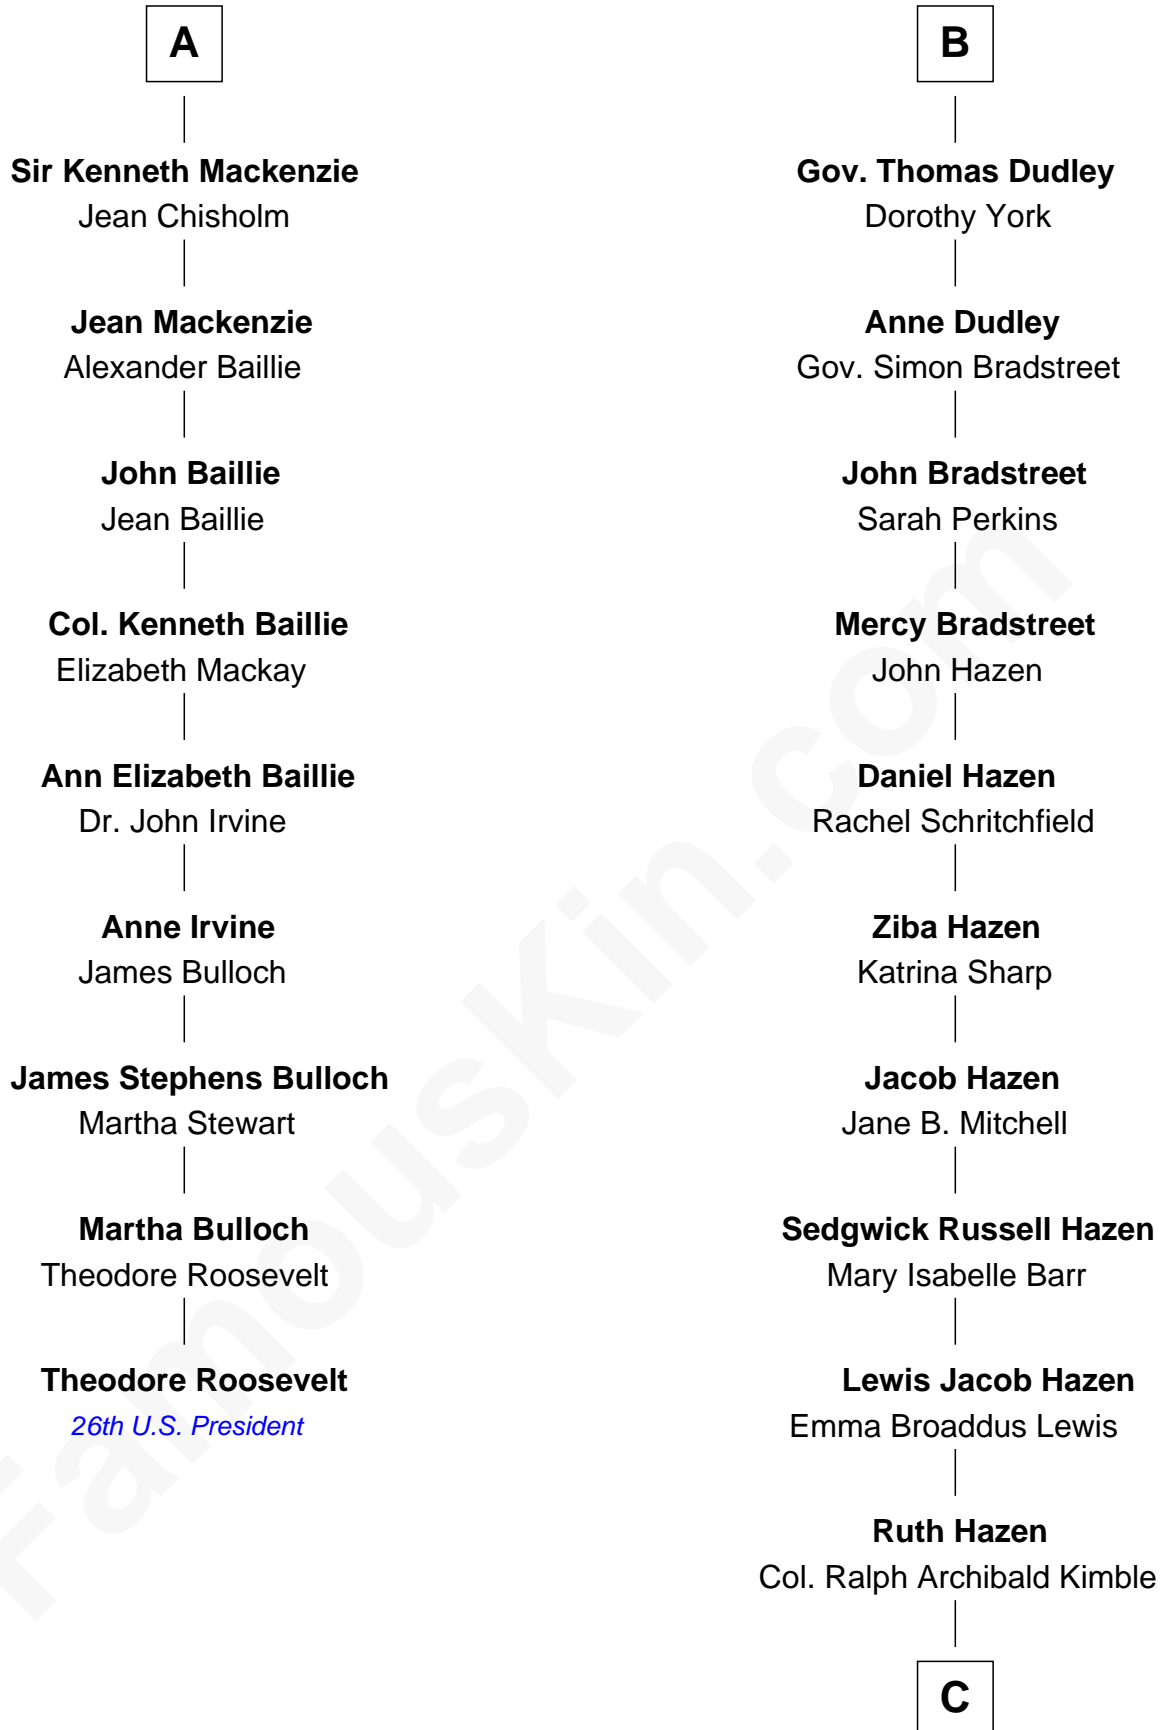 A
Sir Kenneth Mackenzie
Jean Chisholm
Jean Mackenzie
Alexander Baillie
John Baillie
Jean Baillie
Col. Kenneth Baillie
Elizabeth Mackay
Ann Elizabeth Baillie
Dr. John Irvine
Anne Irvine
James Bulloch
James Stephens Bulloch
Martha Stewart
Martha Bulloch
Theodore Roosevelt
Theodore Roosevelt
26th U.S. President
B
Gov. Thomas Dudley
Dorothy York
Anne Dudley
Gov. Simon Bradstreet
John Bradstreet
Sarah Perkins
Mercy Bradstreet
John Hazen
Daniel Hazen
Rachel Schritchfield
Ziba Hazen
Katrina Sharp
Jacob Hazen
Jane B. Mitchell
Sedgwick Russell Hazen
Mary Isabelle Barr
Lewis Jacob Hazen
Emma Broaddus Lewis
Ruth Hazen
Col. Ralph Archibald Kimble
C
FamousKin.com